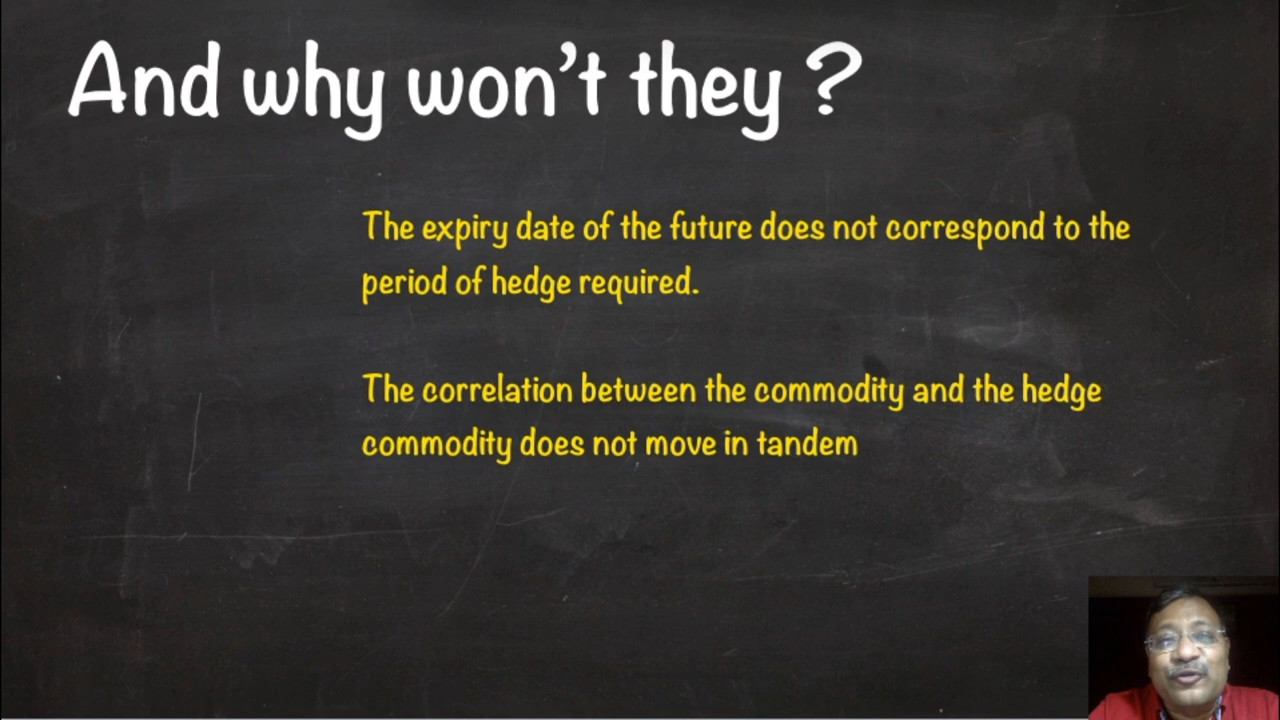 And why won't they ?
The expiry date of the future does not correspond to the
period of hedge required.
The correlation between the commodity and the hedge
commodity does not move in tandem